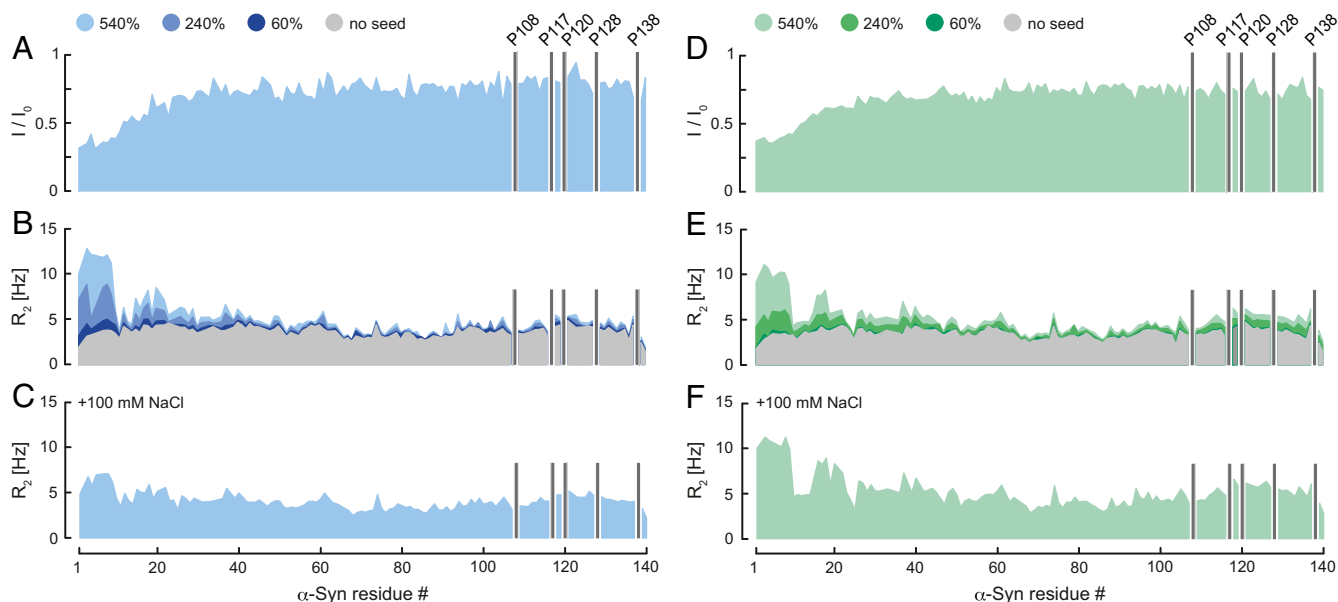 540% 240% 60% no seed
P108 P117 P120 P128 P138
A
1
0.5
0
I / I₀
B
15
10
5
0
R₂ [Hz]
C
+100 mM NaCl
15
10
5
0
R₂ [Hz]
1 20 40 60 80 100 120 140
α-Syn residue #
540% 240% 60% no seed
P108 P117 P120 P128 P138
D
1
0.5
0
I / I₀
E
15
10
5
0
R₂ [Hz]
F
+100 mM NaCl
15
10
5
0
R₂ [Hz]
1 20 40 60 80 100 120 140
α-Syn residue #